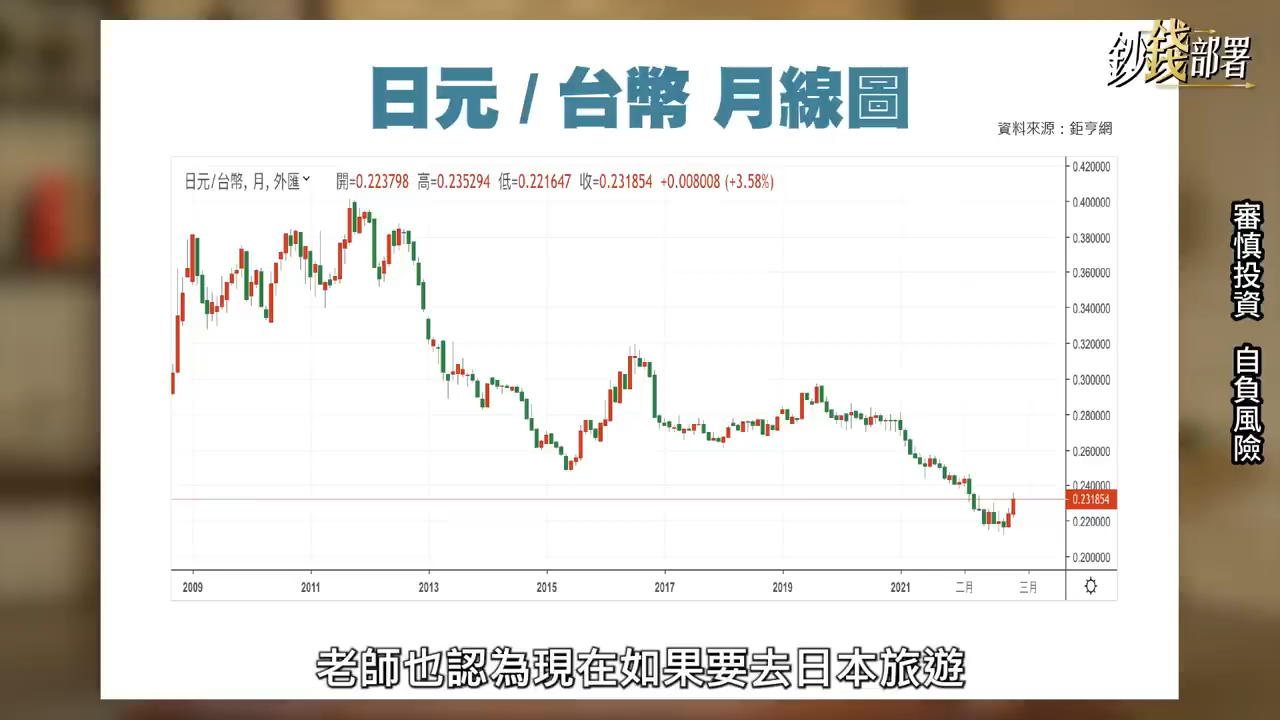 鈔錢部署
日元 / 台幣 月線圖
資料來源：鉅亨網
日元/台幣, 月, 外匯 開=0.223798 高=0.235294 低=0.221647 收=0.231854 +0.008008 (+3.58%)
0.420000
0.400000
0.380000
0.360000
0.340000
0.320000
0.300000
0.280000
0.260000
0.240000
0.231854
0.220000
0.200000
2009 2011 2013 2015 2017 2019 2021 二月 三月
審慎投資 自負風險
老師也認為現在如果要去日本旅遊